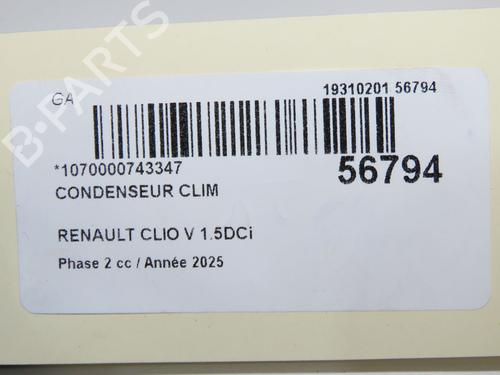 B-PARTS
GA
19310201 56794
*1070000743347
56794
CONDENSEUR CLIM
RENAULT CLIO V 1.5DCi
Phase 2 cc / Année 2025